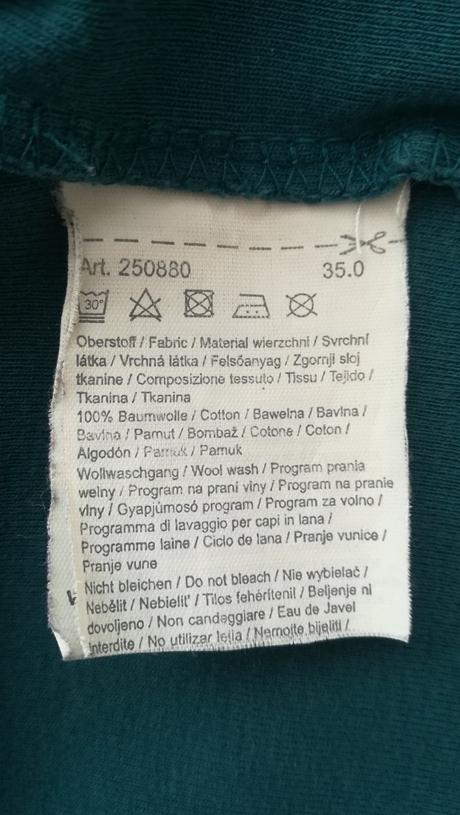 Art. 250880 35.0
30°
Oberstoff / Fabric / Material wierzchni / Svrchní
látka / Vrchná látka / Felsőanyag / Zgornji sloj
tkanine / Composizione tessuto / Tissu / Tejido /
Tkanina / Tkanina
100% Baumwolle / Cotton / Bawełna / Bavlna /
Bavlna / Pamut / Bombaž / Cotone / Coton /
Algodón / Pamuk / Pamuk
Wollwaschgang / Wool wash / Program prania
wełny / Program na praní vlny / Program na pranie
vlny / Gyapjúmosó program / Program za volno /
Programma di lavaggio per capi in lana /
Programme laine / Ciclo de lana / Pranje vunice /
Pranje vune
Nicht bleichen / Do not bleach / Nie wybielać /
Nebělit / Nebieliť / Tilos fehéríteni! / Beljenje ni
dovoljeno / Non candeggiare / Eau de Javel
interdite / No utilizar lejía / Nemojte bijeliti /